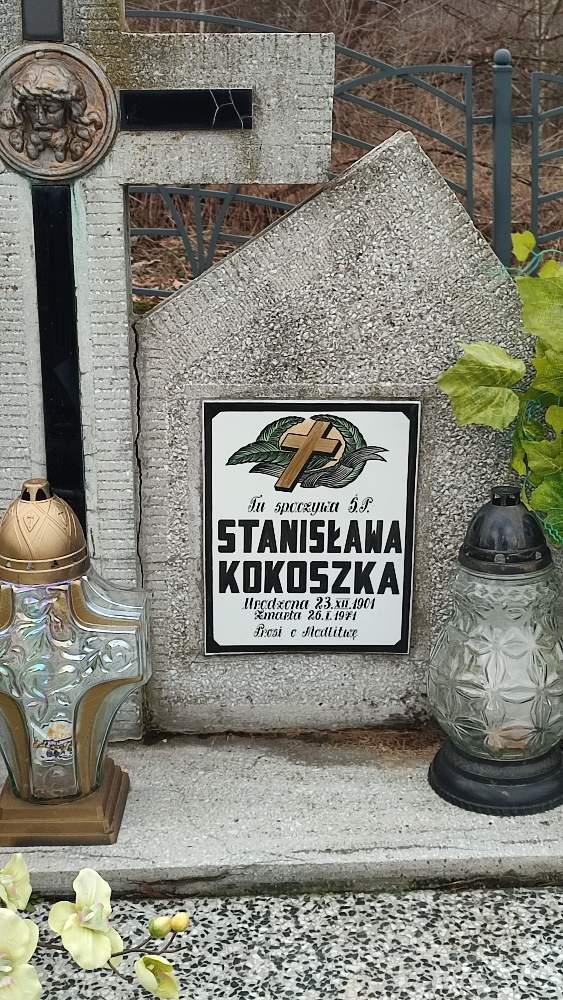 Tu spoczywa Ś.P.
STANISŁAWA
KOKOSZKA
Urodzona 23.XII.1901
Zmarła 26.I.1971
Prosi o Modlitwę